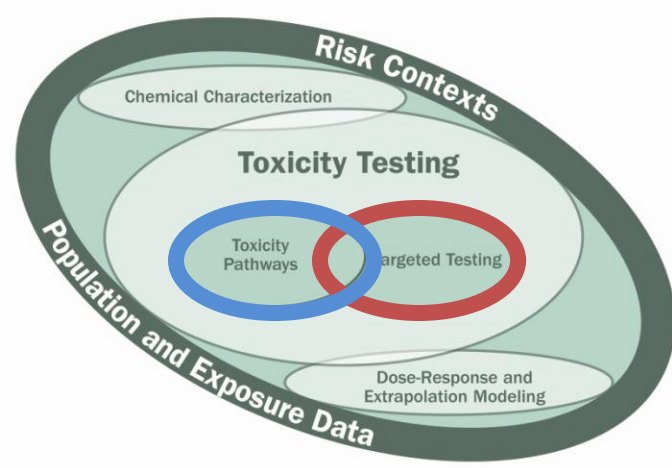 Risk Contexts
Chemical Characterization
Toxicity Testing
Toxicity
Pathways
argeted Testing
Population and Exposure Data
Dose-Response and
Extrapolation Modeling